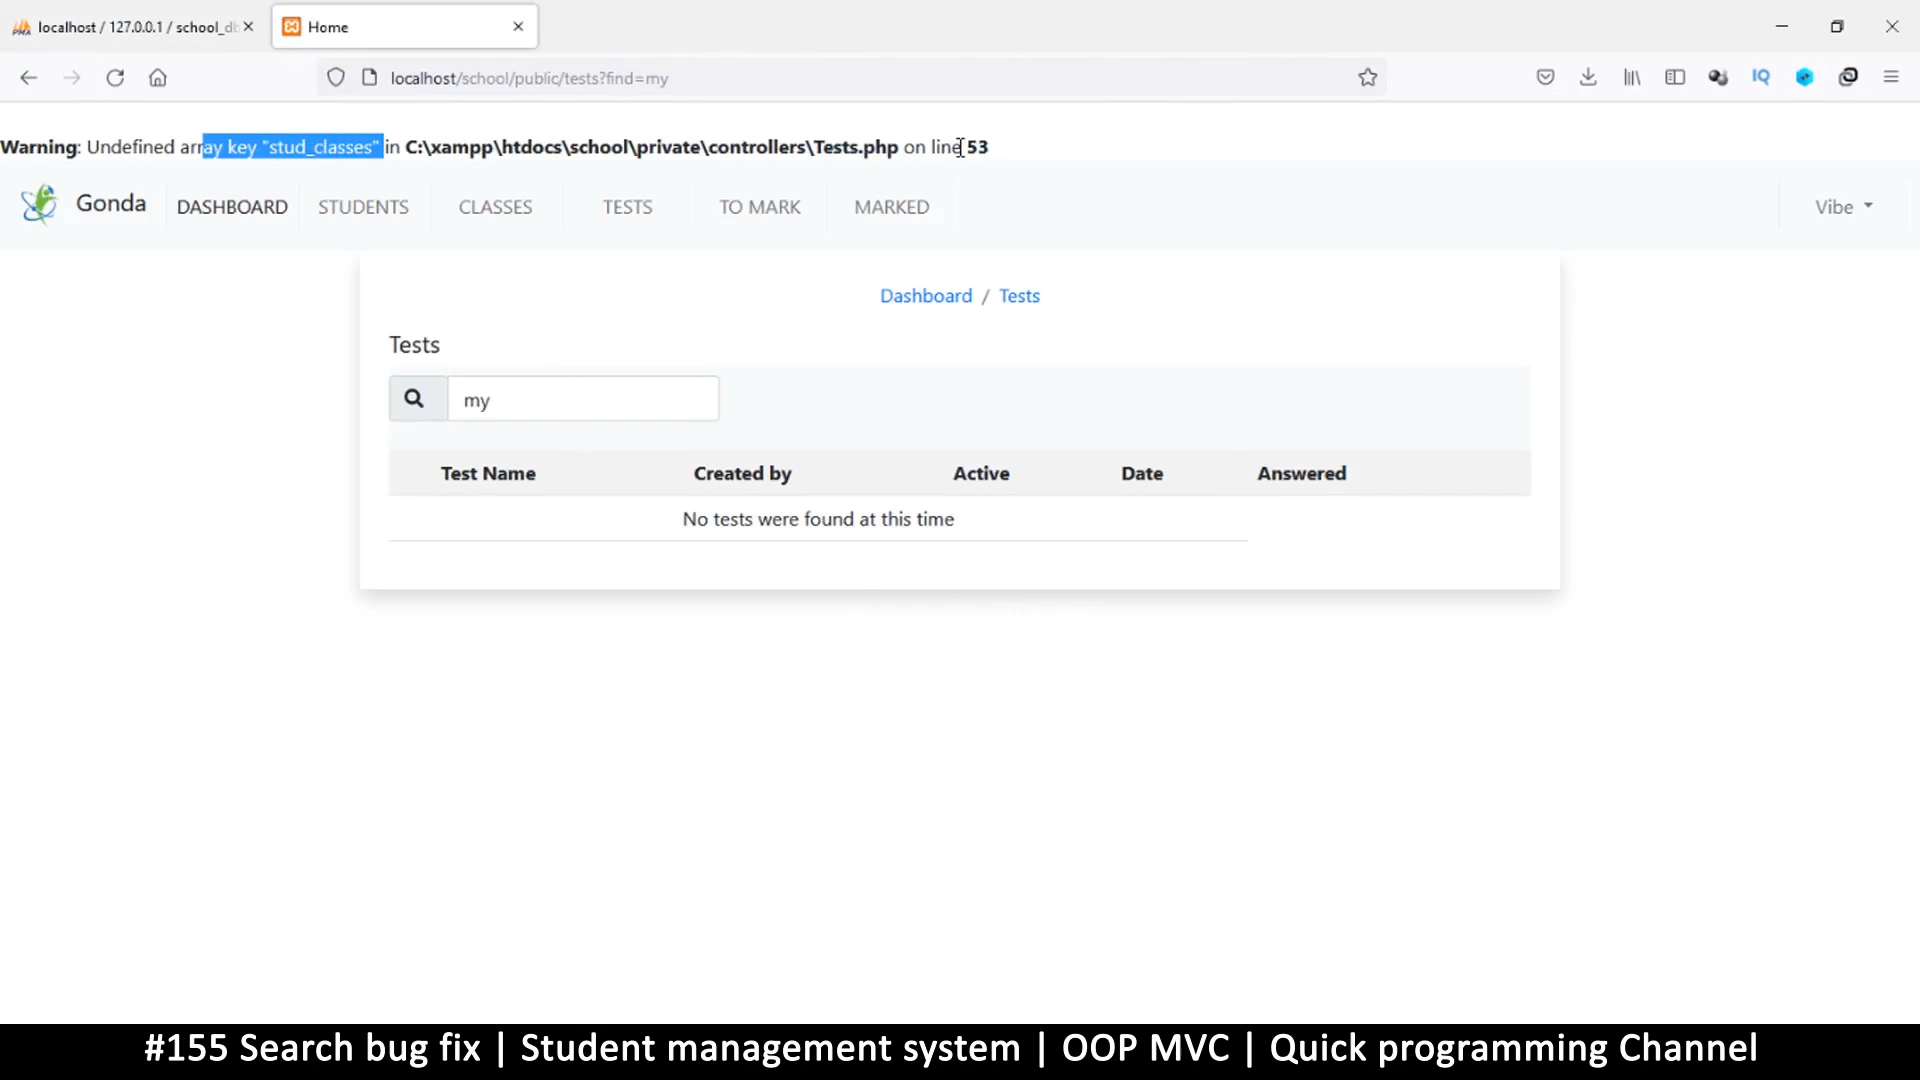 localhost / 127.0.0.1 / school_db
Home
localhost/school/public/tests?find=my
IQ
Warning: Undefined array key "stud_classes" in C:\xampp\htdocs\school\private\controllers\Tests.php on line 53
Gonda DASHBOARD STUDENTS CLASSES TESTS TO MARK MARKED Vibe
Dashboard / Tests
Tests
my
Test Name Created by Active Date Answered
No tests were found at this time
#155 Search bug fix | Student management system | OOP MVC | Quick programming Channel